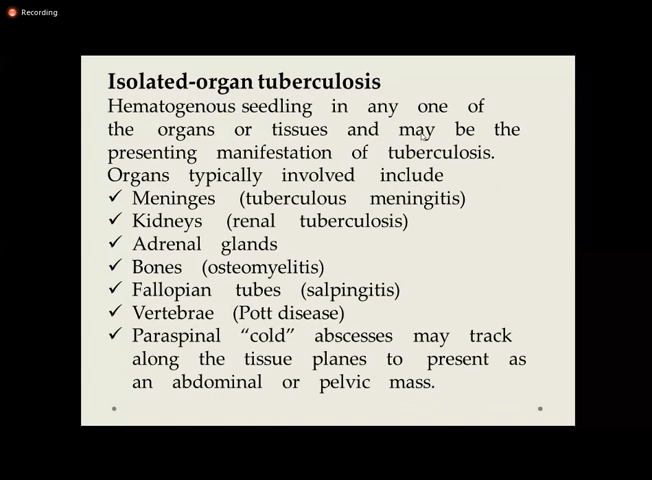 Recording
Isolated-organ tuberculosis
Hematogenous seedling in any one of
the organs or tissues and may be the
presenting manifestation of tuberculosis.
Organs typically involved include
✓ Meninges (tuberculous meningitis)
✓ Kidneys (renal tuberculosis)
✓ Adrenal glands
✓ Bones (osteomyelitis)
✓ Fallopian tubes (salpingitis)
✓ Vertebrae (Pott disease)
✓ Paraspinal “cold” abscesses may track
along the tissue planes to present as
an abdominal or pelvic mass.